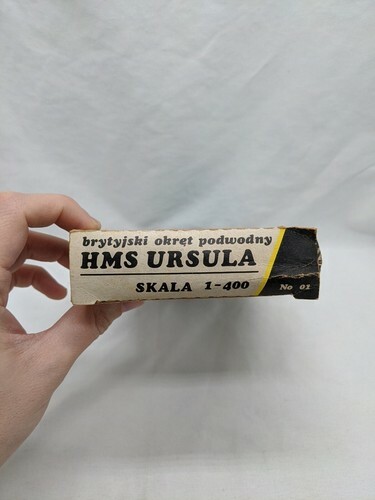 brytyjski okręt podwodny
HMS URSULA
SKALA 1-400
No 01